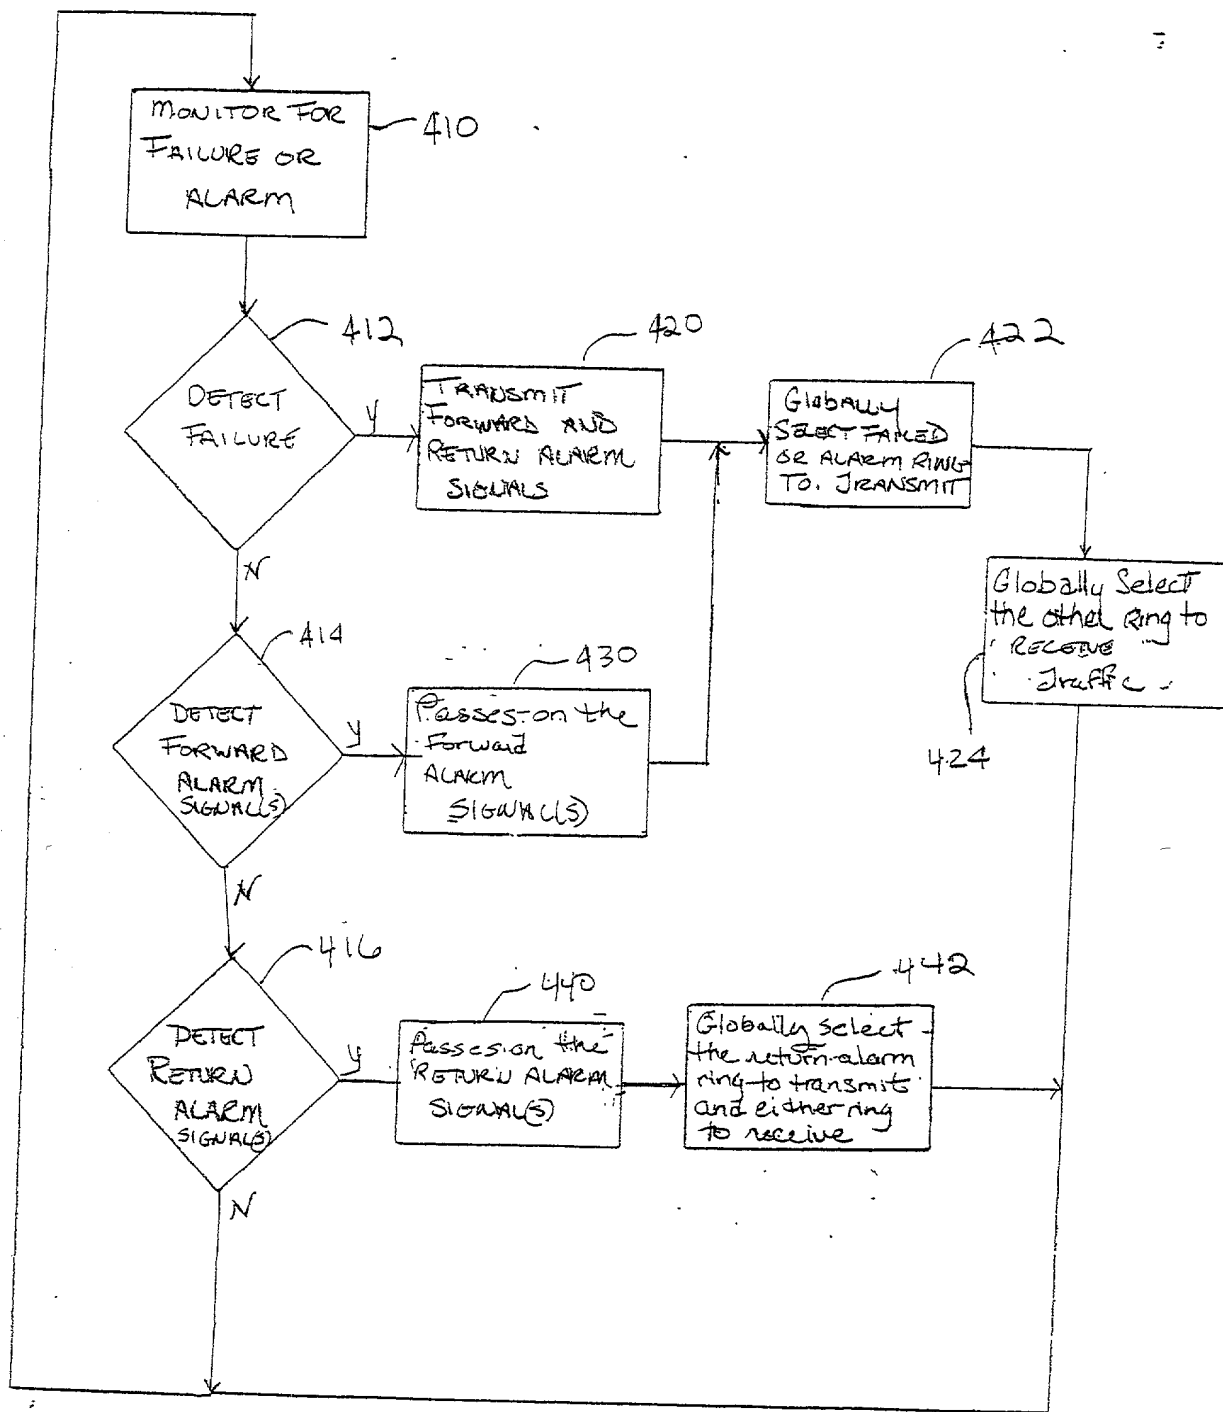 MONITOR FOR
FAILURE OR
ALARM
410
412
DETECT
FAILURE
Y
N
420
TRANSMIT
FORWARD AND
RETURN ALARM
SIGNALS
422
Globally
SELECT FAILED
OR ALARM RING
TO TRANSMIT
Globally Select
the other Ring to
RECEIVE
Traffic
424
414
DETECT
FORWARD
ALARM
SIGNAL(S)
Y
N
430
Passes-on the
Forward
ALARM
SIGNAL(S)
416
DETECT
RETURN
ALARM
SIGNAL(S)
Y
N
440
Passes on the
RETURN ALARM
SIGNAL(S)
442
Globally select
the return-alarm
ring to transmit
and either ring
to receive